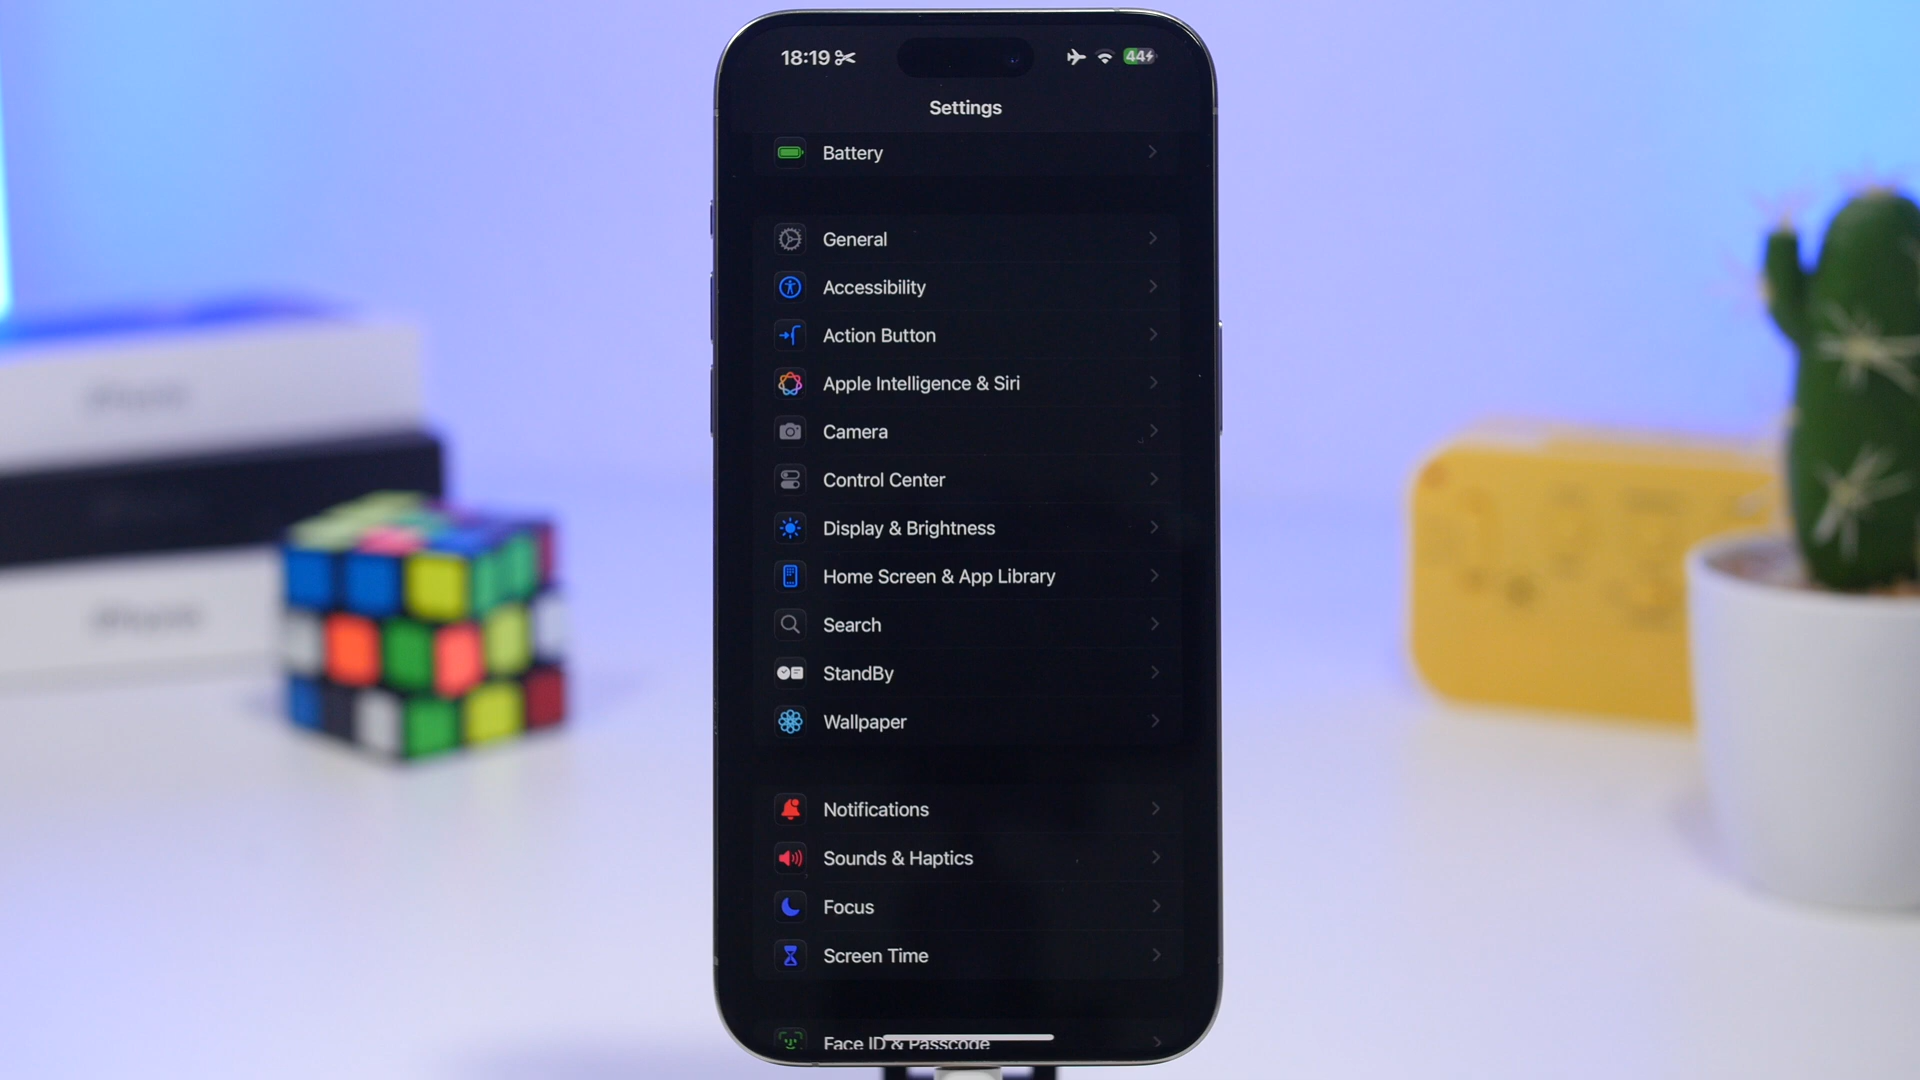 18:19
44
Settings
Battery
General
Accessibility
Action Button
Apple Intelligence & Siri
Camera
Control Center
Display & Brightness
Home Screen & App Library
Search
StandBy
Wallpaper
Notifications
Sounds & Haptics
Focus
Screen Time
Face ID & Passcode